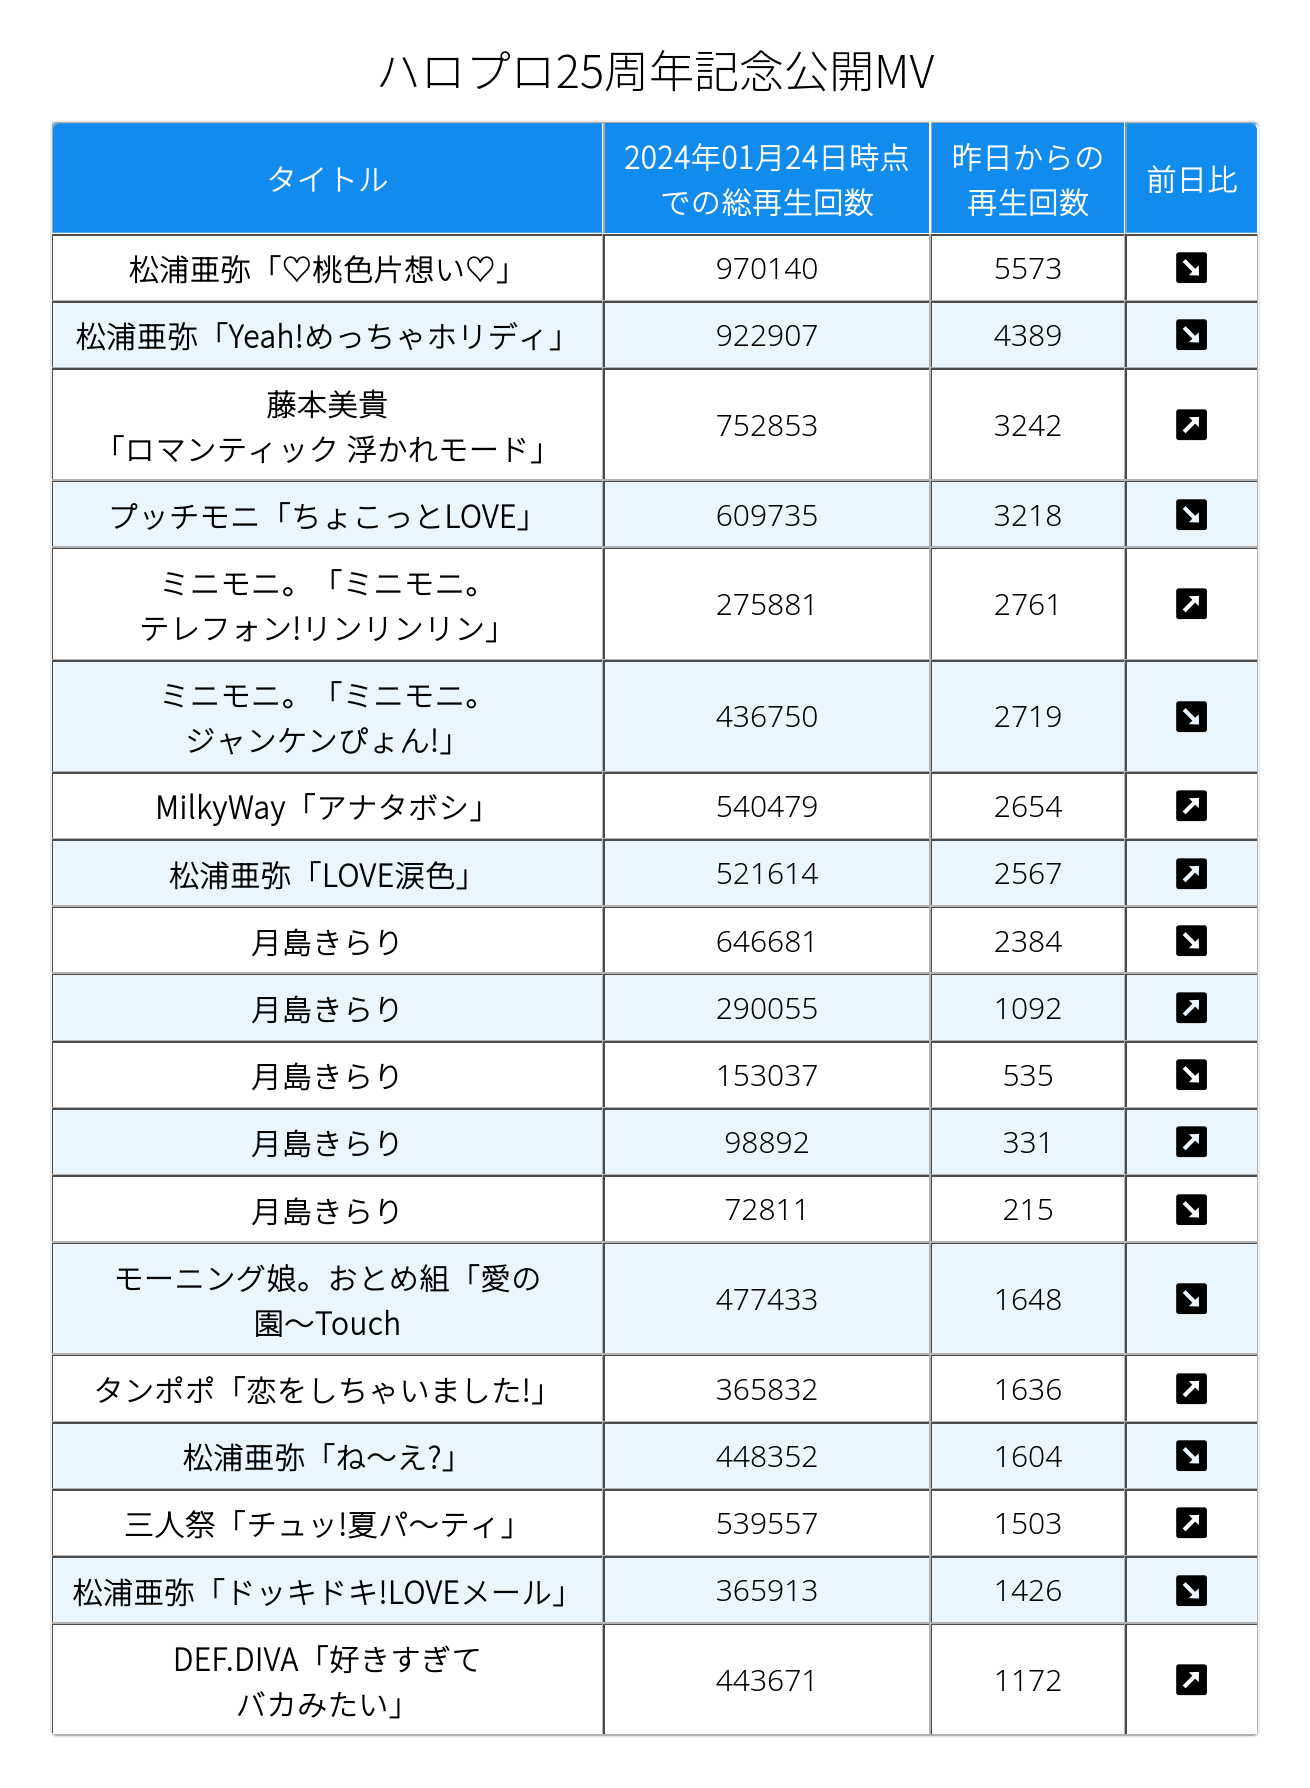 ハロプロ25周年記念公開MV
タイトル
2024年01月24日時点
での総再生回数
昨日からの
再生回数
前日比
松浦亜弥「♡桃色片想い♡」 970140 5573 ↘
松浦亜弥「Yeah!めっちゃホリディ」 922907 4389 ↘
藤本美貴
「ロマンティック 浮かれモード」 752853 3242 ↗
プッチモニ「ちょこっとLOVE」 609735 3218 ↘
ミニモニ。「ミニモニ。
テレフォン!リンリンリン」 275881 2761 ↗
ミニモニ。「ミニモニ。
ジャンケンぴょん!」 436750 2719 ↘
MilkyWay「アナタボシ」 540479 2654 ↗
松浦亜弥「LOVE涙色」 521614 2567 ↗
月島きらり 646681 2384 ↘
月島きらり 290055 1092 ↗
月島きらり 153037 535 ↘
月島きらり 98892 331 ↗
月島きらり 72811 215 ↘
モーニング娘。おとめ組「愛の
園〜Touch 477433 1648 ↘
タンポポ「恋をしちゃいました!」 365832 1636 ↗
松浦亜弥「ね〜え?」 448352 1604 ↘
三人祭「チュッ!夏パ〜ティ」 539557 1503 ↗
松浦亜弥「ドッキドキ!LOVEメール」 365913 1426 ↘
DEF.DIVA「好きすぎて
バカみたい」 443671 1172 ↗